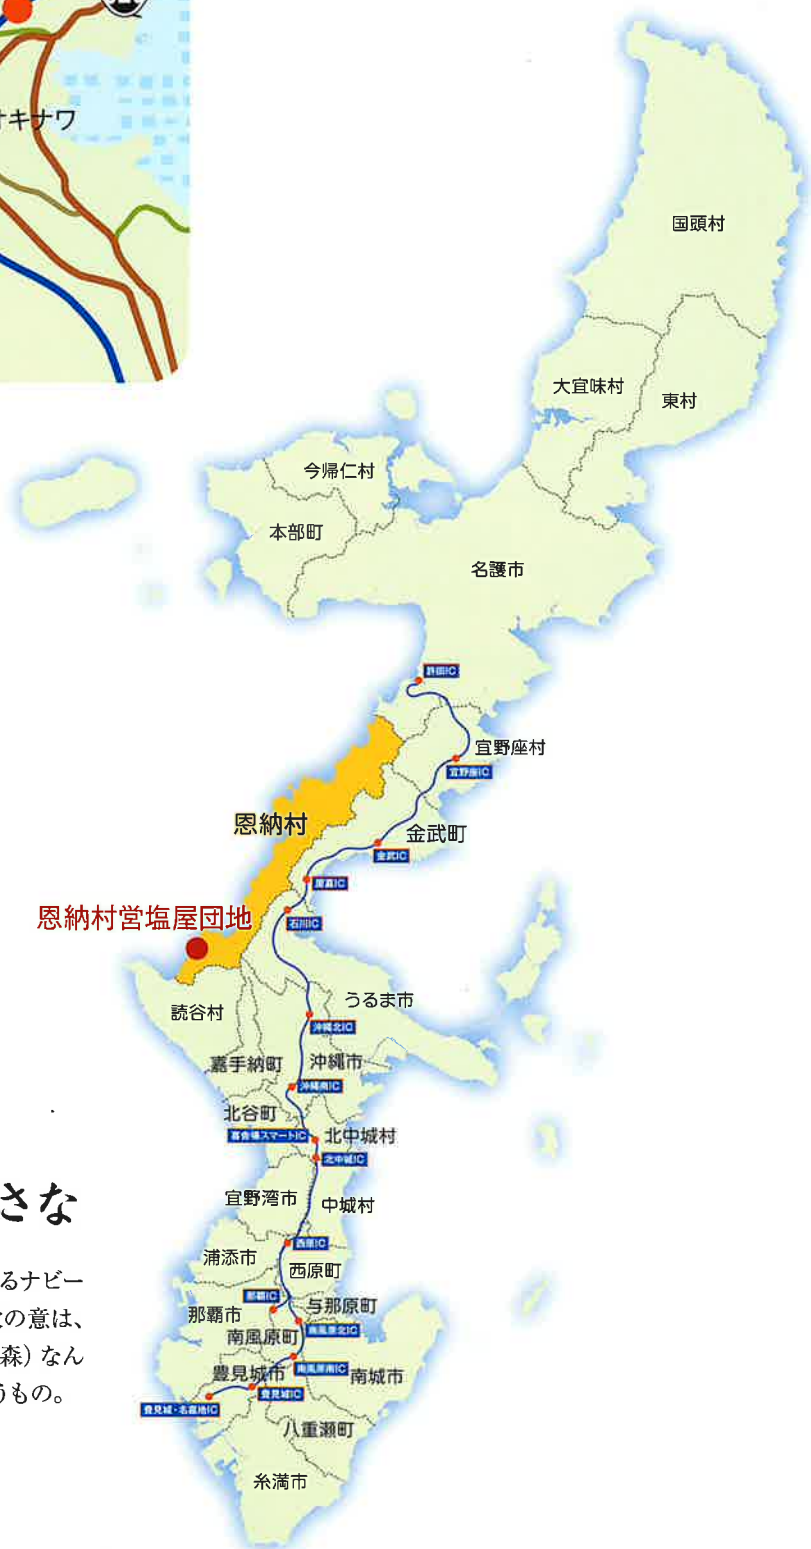 オキナワ
国頭村
大宜味村
東村
今帰仁村
本部町
名護市
許田IC
宜野座村
宜野座IC
恩納村
金武町
金武IC
屋嘉IC
恩納村営塩屋団地
石川IC
うるま市
読谷村
沖縄北IC
嘉手納町
沖縄市
沖縄南IC
北谷町
喜舎場スマートIC
北中城村
北中城IC
さな
宜野湾市
中城村
西原IC
浦添市
西原町
るナビー
の意は、
森）なん
うもの。
那覇IC
与那原町
那覇市
南風原北IC
南風原町
南風原南IC
豊見城市
南城市
豊見城IC
豊見城・名嘉地IC
八重瀬町
糸満市